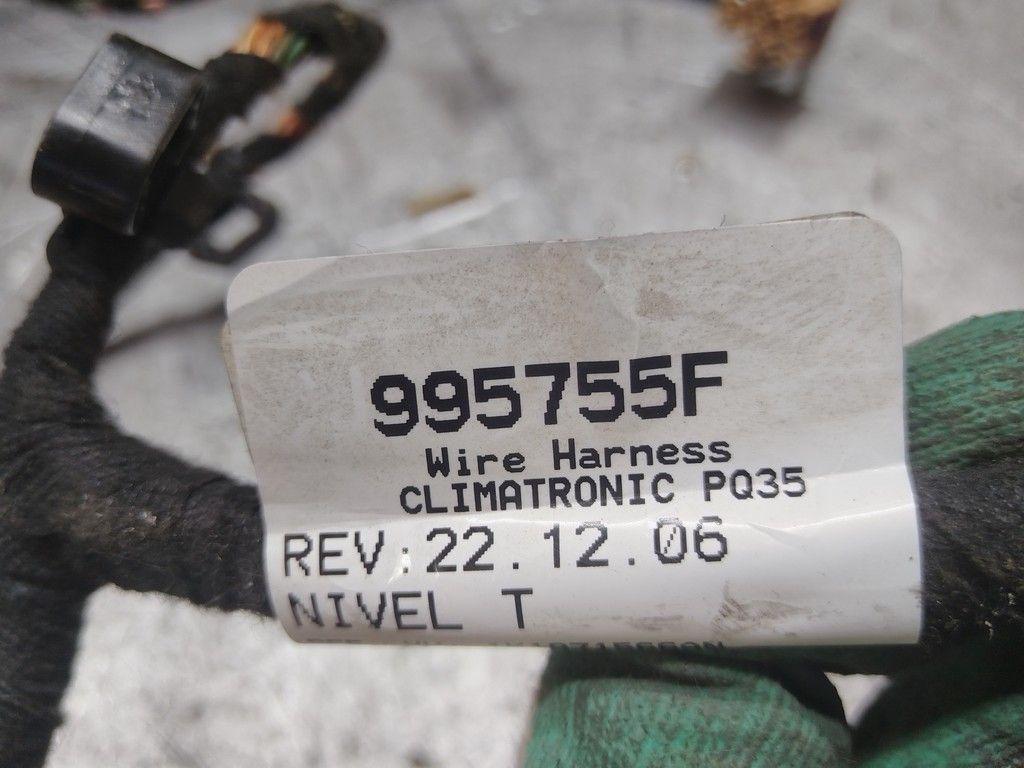 995755F
Wire Harness
CLIMATRONIC PQ35
REV.22.12.06
NIVEL T